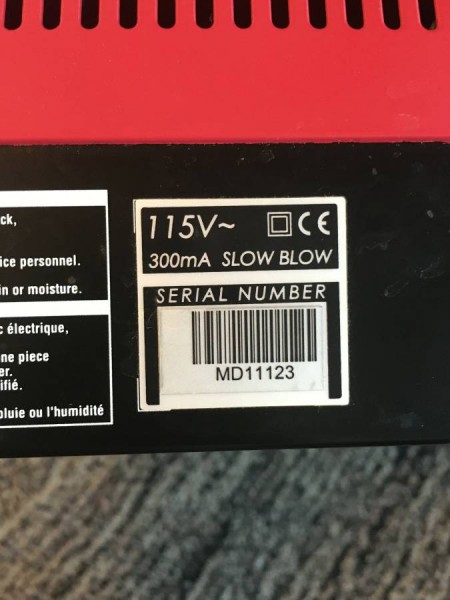 ck,
ice personnel.
in or moisture.
c électrique,
ne piece
er.
ifié.
pluie ou l'humidité
115V~ CE
300mA SLOW BLOW
SERIAL NUMBER
MD11123